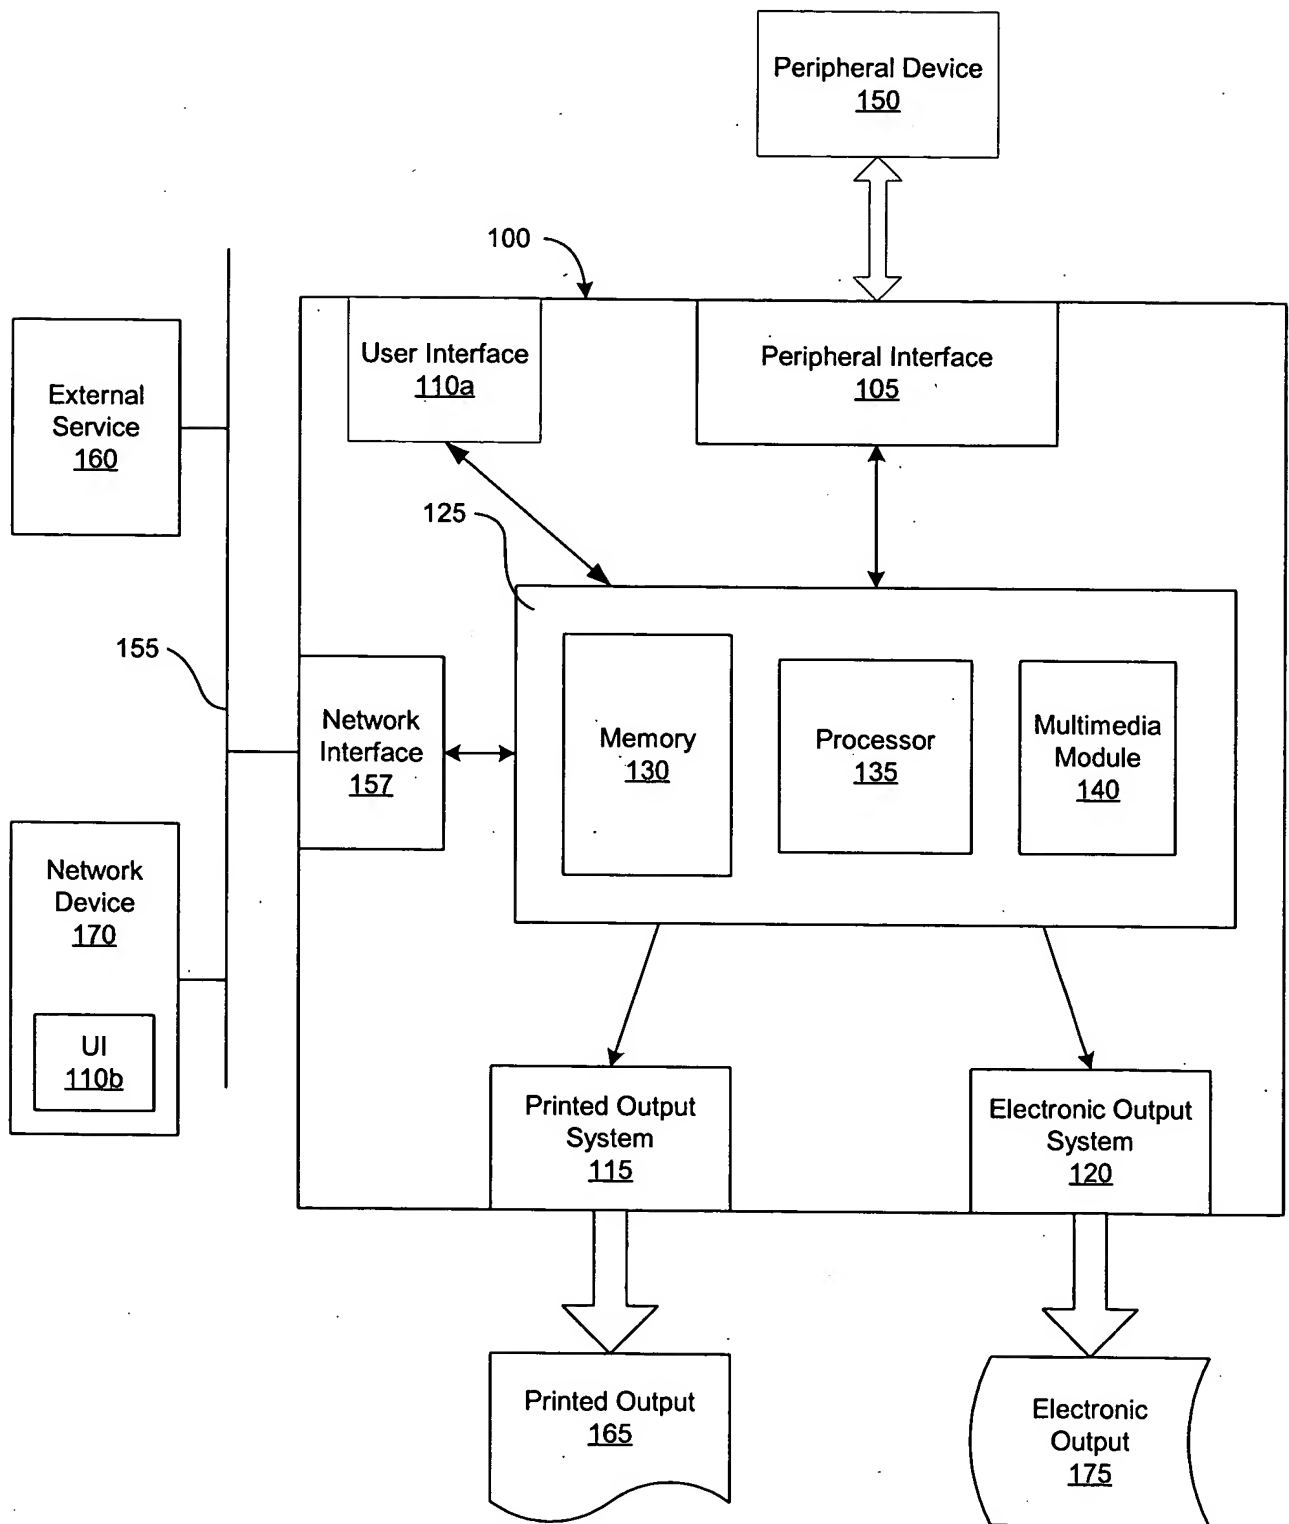 Peripheral Device
150
100
User Interface
110a
Peripheral Interface
105
External
Service
160
125
155
Network
Interface
157
Memory
130
Processor
135
Multimedia
Module
140
Network
Device
170
UI
110b
Printed Output
System
115
Electronic Output
System
120
Printed Output
165
Electronic
Output
175